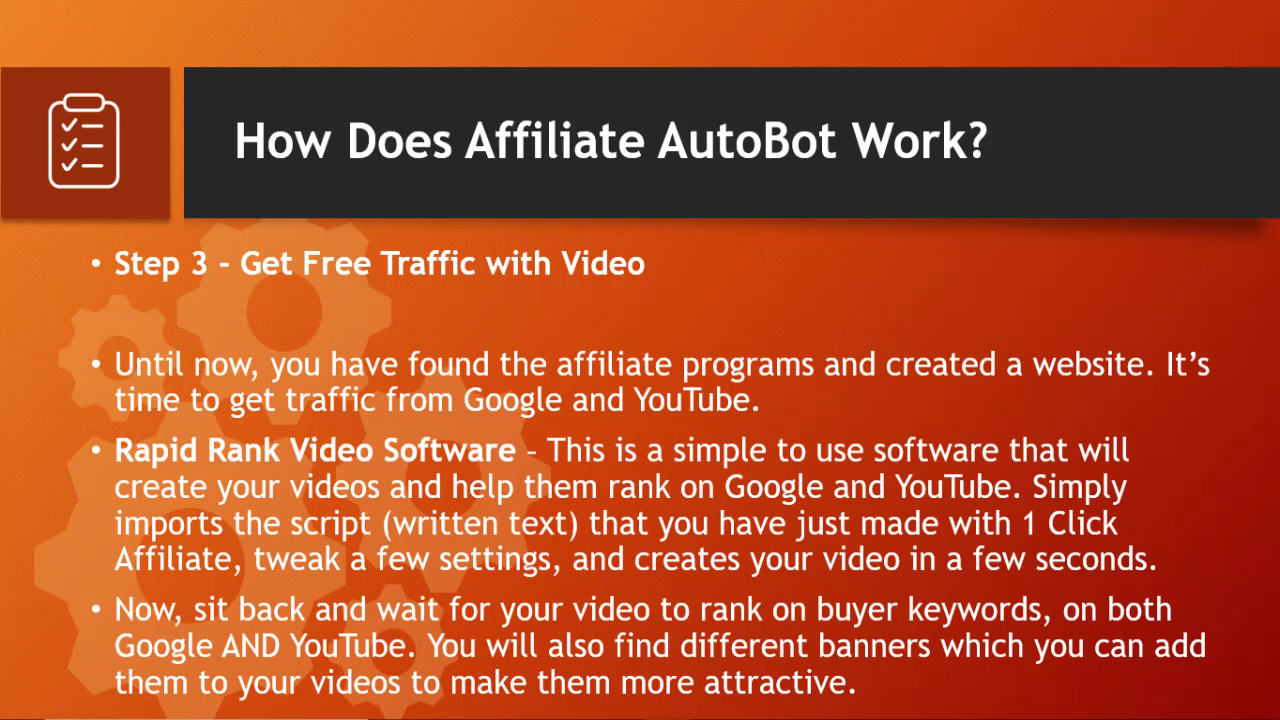 How Does Affiliate AutoBot Work?
• Step 3 - Get Free Traffic with Video
• Until now, you have found the affiliate programs and created a website. It’s
time to get traffic from Google and YouTube.
• Rapid Rank Video Software – This is a simple to use software that will
create your videos and help them rank on Google and YouTube. Simply
imports the script (written text) that you have just made with 1 Click
Affiliate, tweak a few settings, and creates your video in a few seconds.
• Now, sit back and wait for your video to rank on buyer keywords, on both
Google AND YouTube. You will also find different banners which you can add
them to your videos to make them more attractive.